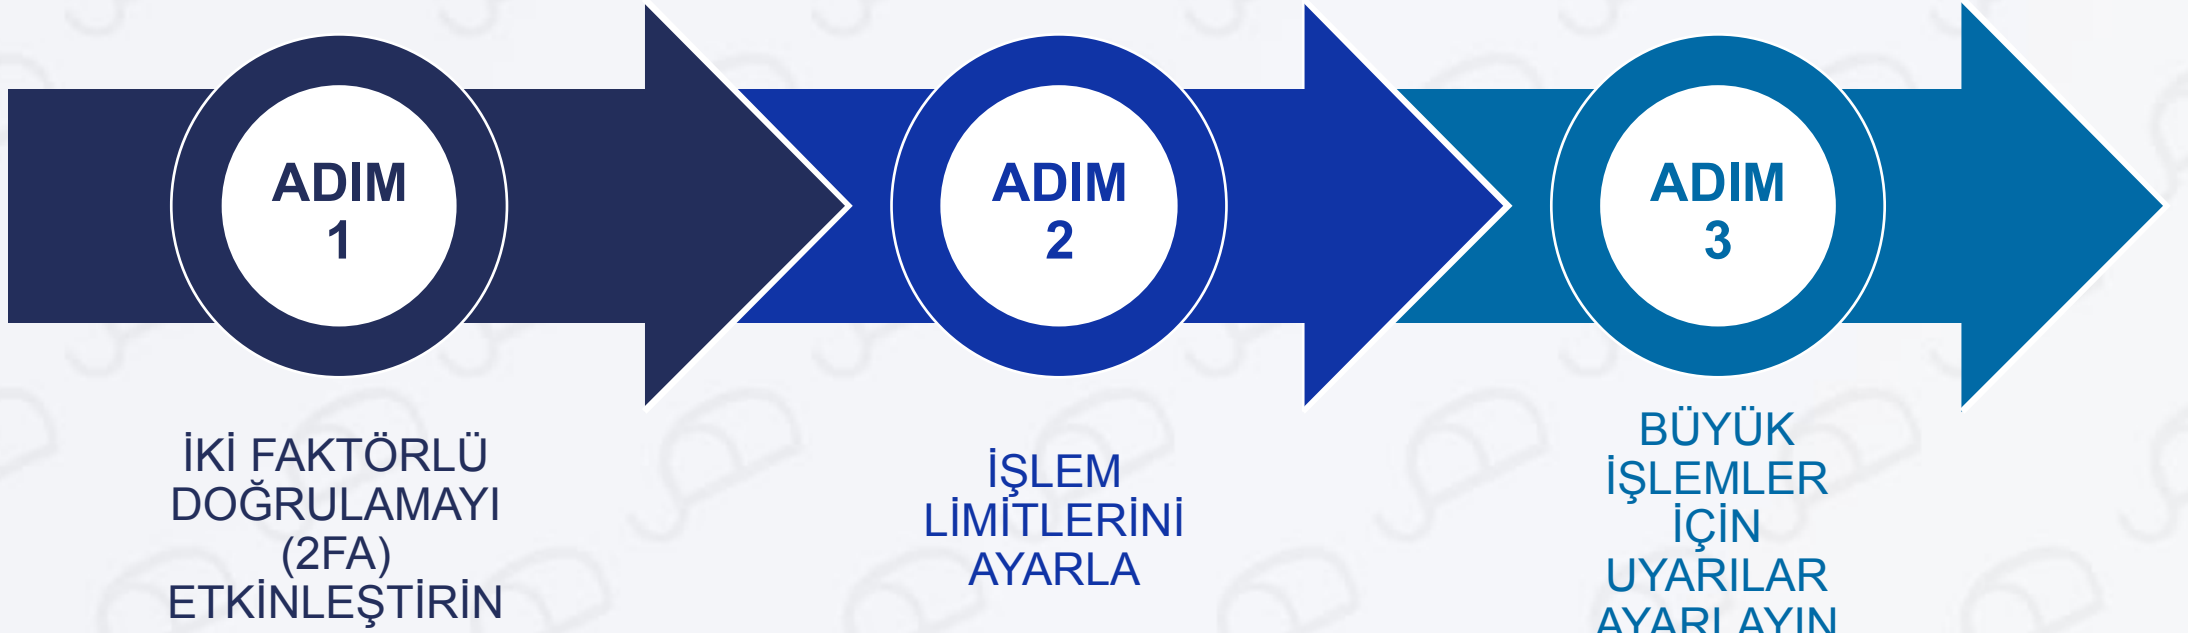 ADIM
1
ADIM
2
ADIM
3
İKİ FAKTÖRLÜ
DOĞRULAMAYI
(2FA)
ETKİNLEŞTİRİN
İŞLEM
LİMİTLERİNİ
AYARLA
BÜYÜK
İŞLEMLER
İÇİN
UYARILAR
AYARLAYIN